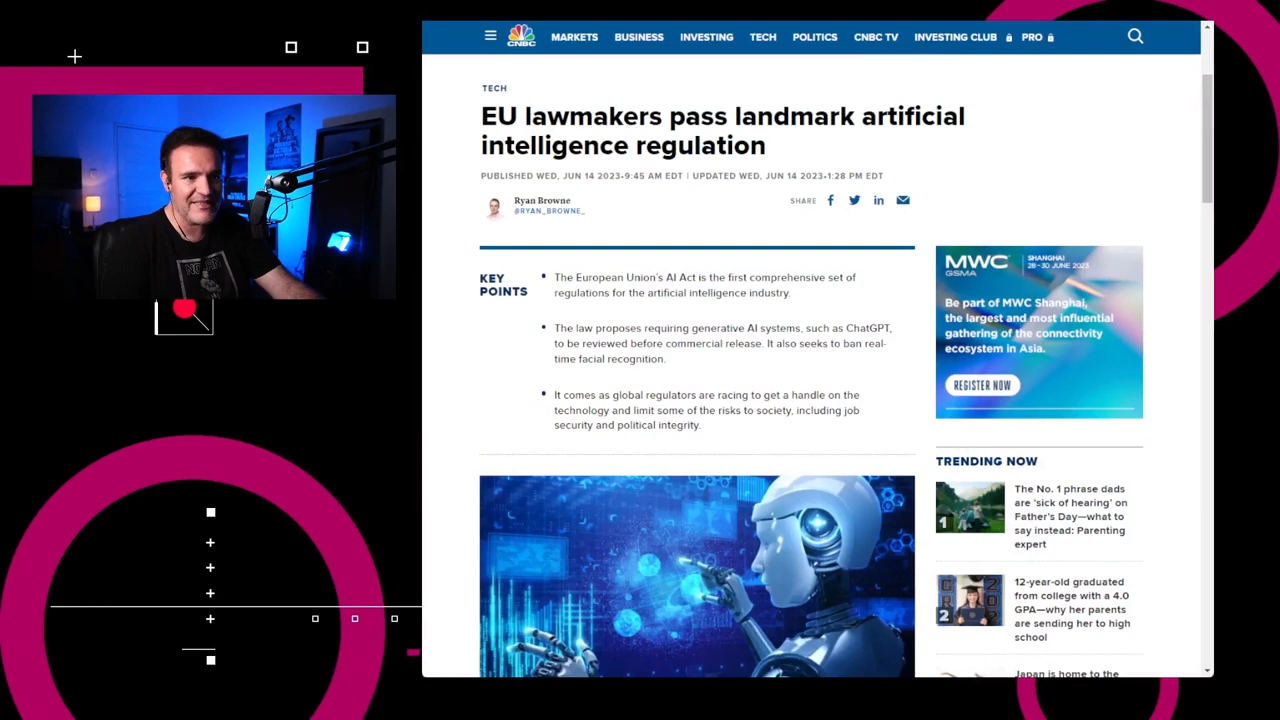 CNBC
MARKETS
BUSINESS
INVESTING
TECH
POLITICS
CNBC TV
INVESTING CLUB
PRO
TECH
EU lawmakers pass landmark artificial
intelligence regulation
PUBLISHED WED, JUN 14 2023•9:45 AM EDT | UPDATED WED, JUN 14 2023•1:28 PM EDT
Ryan Browne
@RYAN_BROWNE_
SHARE
KEY
POINTS
• The European Union's AI Act is the first comprehensive set of
regulations for the artificial intelligence industry.
• The law proposes requiring generative AI systems, such as ChatGPT,
to be reviewed before commercial release. It also seeks to ban real-
time facial recognition.
• It comes as global regulators are racing to get a handle on the
technology and limit some of the risks to society, including job
security and political integrity.
MWC
GSMA
SHANGHAI
28–30 JUNE 2023
Be part of MWC Shanghai,
the largest and most influential
gathering of the connectivity
ecosystem in Asia.
REGISTER NOW
TRENDING NOW
1
The No. 1 phrase dads
are 'sick of hearing' on
Father's Day—what to
say instead: Parenting
expert
2
12-year-old graduated
from college with a 4.0
GPA—why her parents
are sending her to high
school
Japan is home to the